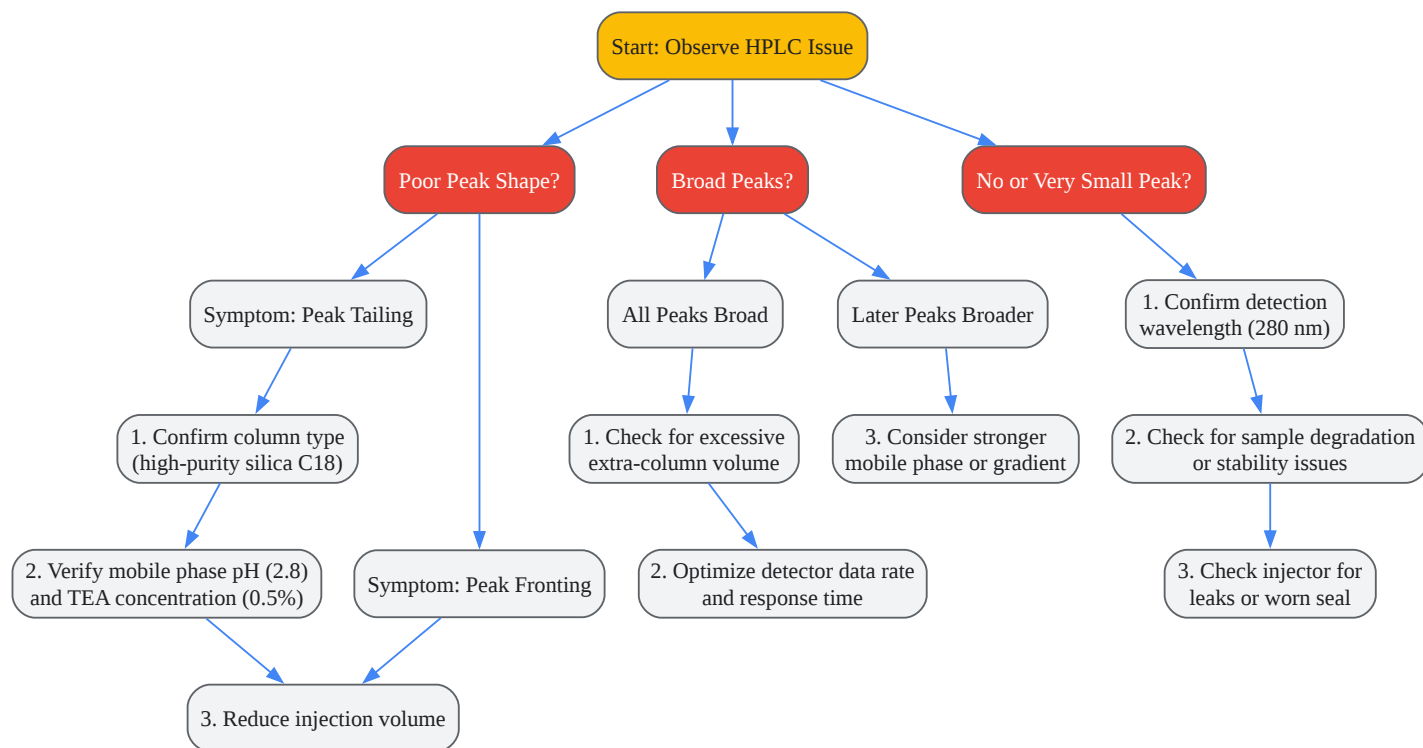 Start: Observe HPLC Issue
Poor Peak Shape?
Broad Peaks?
No or Very Small Peak?
Symptom: Peak Tailing
All Peaks Broad
Later Peaks Broader
1. Confirm detection
wavelength (280 nm)
1. Confirm column type
(high-purity silica C18)
1. Check for excessive
extra-column volume
3. Consider stronger
mobile phase or gradient
2. Check for sample degradation
or stability issues
2. Verify mobile phase pH (2.8)
and TEA concentration (0.5%)
Symptom: Peak Fronting
2. Optimize detector data rate
and response time
3. Check injector for
leaks or worn seal
3. Reduce injection volume